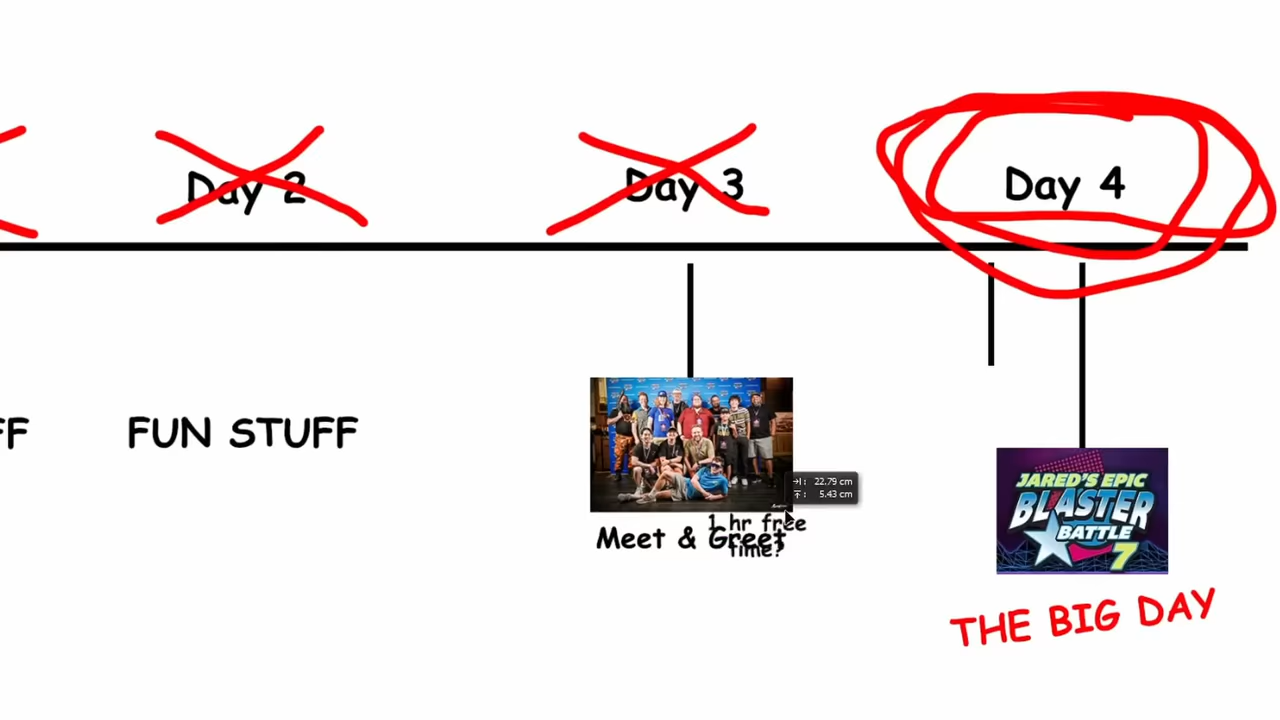 Day 2
Day 3
Day 4
FF
FUN STUFF
22.79 cm
5.43 cm
1 hr free
time?
Meet & Greet
JARED'S EPIC
BLASTER
BATTLE
7
THE BIG DAY